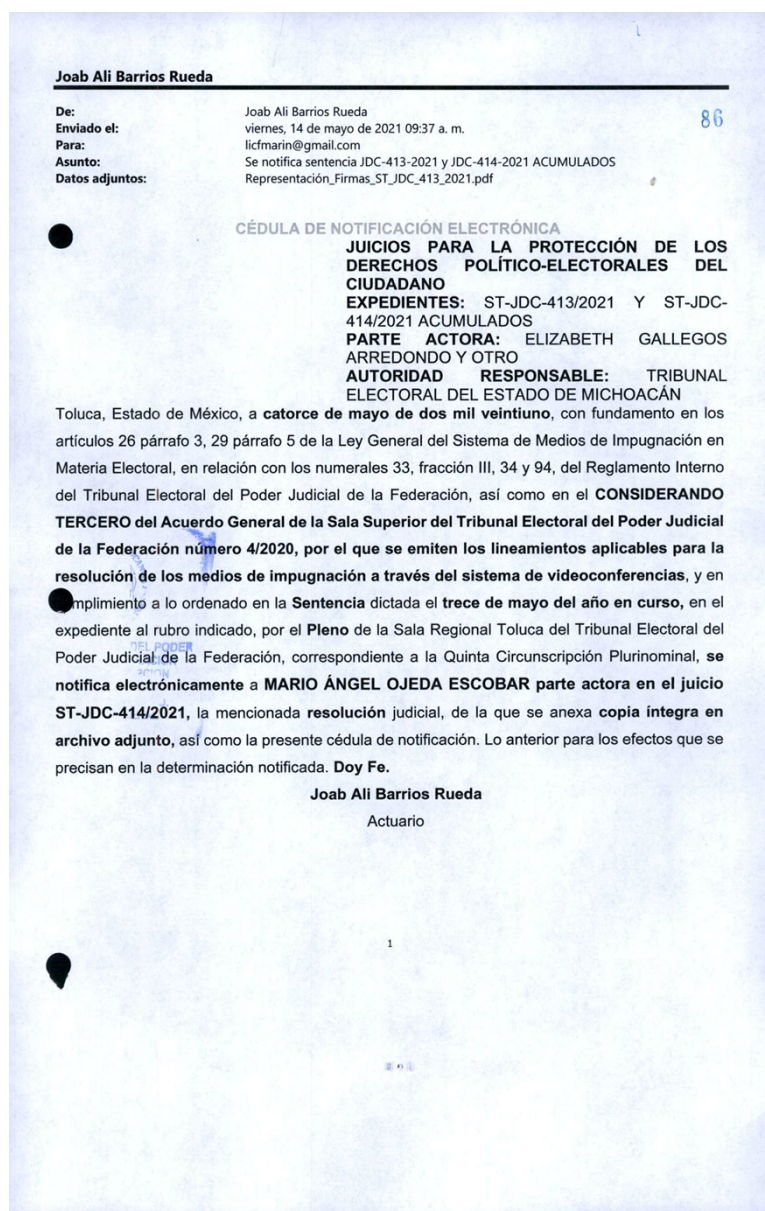 Joab Ali Barrios Rueda
De: Joab Ali Barrios Rueda
Enviado el: viernes, 14 de mayo de 2021 09:37 a. m.
Para: licfmarin@gmail.com
Asunto: Se notifica sentencia JDC-413-2021 y JDC-414-2021 ACUMULADOS
Datos adjuntos: Representación_Firmas_ST_JDC_413_2021.pdf
86
CÉDULA DE NOTIFICACIÓN ELECTRÓNICA
JUICIOS PARA LA PROTECCIÓN DE LOS
DERECHOS POLÍTICO-ELECTORALES DEL
CIUDADANO
EXPEDIENTES: ST-JDC-413/2021 Y ST-JDC-
414/2021 ACUMULADOS
PARTE ACTORA: ELIZABETH GALLEGOS
ARREDONDO Y OTRO
AUTORIDAD RESPONSABLE: TRIBUNAL
ELECTORAL DEL ESTADO DE MICHOACÁN
Toluca, Estado de México, a catorce de mayo de dos mil veintiuno, con fundamento en los
artículos 26 párrafo 3, 29 párrafo 5 de la Ley General del Sistema de Medios de Impugnación en
Materia Electoral, en relación con los numerales 33, fracción III, 34 y 94, del Reglamento Interno
del Tribunal Electoral del Poder Judicial de la Federación, así como en el CONSIDERANDO
TERCERO del Acuerdo General de la Sala Superior del Tribunal Electoral del Poder Judicial
de la Federación número 4/2020, por el que se emiten los lineamientos aplicables para la
resolución de los medios de impugnación a través del sistema de videoconferencias, y en
mplimiento a lo ordenado en la Sentencia dictada el trece de mayo del año en curso, en el
expediente al rubro indicado, por el Pleno de la Sala Regional Toluca del Tribunal Electoral del
DEL PODER
Poder Judicial de la Federación, correspondiente a la Quinta Circunscripción Plurinominal, se
notifica electrónicamente a MARIO ÁNGEL OJEDA ESCOBAR parte actora en el juicio
ST-JDC-414/2021, la mencionada resolución judicial, de la que se anexa copia íntegra en
archivo adjunto, así como la presente cédula de notificación. Lo anterior para los efectos que se
precisan en la determinación notificada. Doy Fe.
Joab Ali Barrios Rueda
Actuario
1